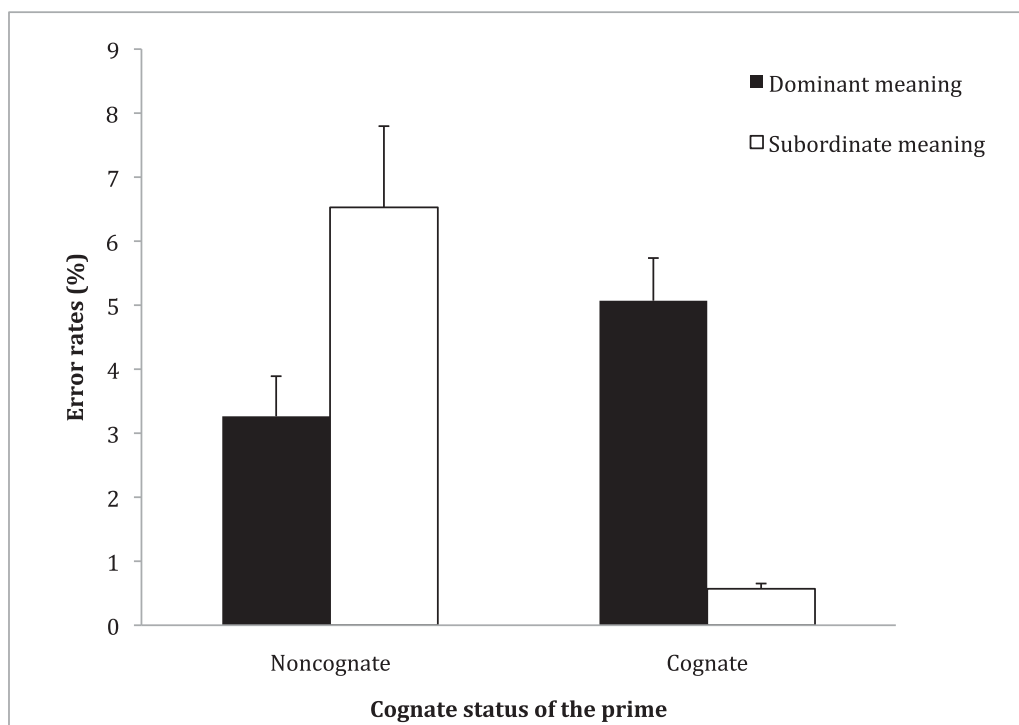 9
8
7
6
5
4
3
2
1
0
Error rates (%)
Dominant meaning
Subordinate meaning
Noncognate
Cognate
Cognate status of the prime